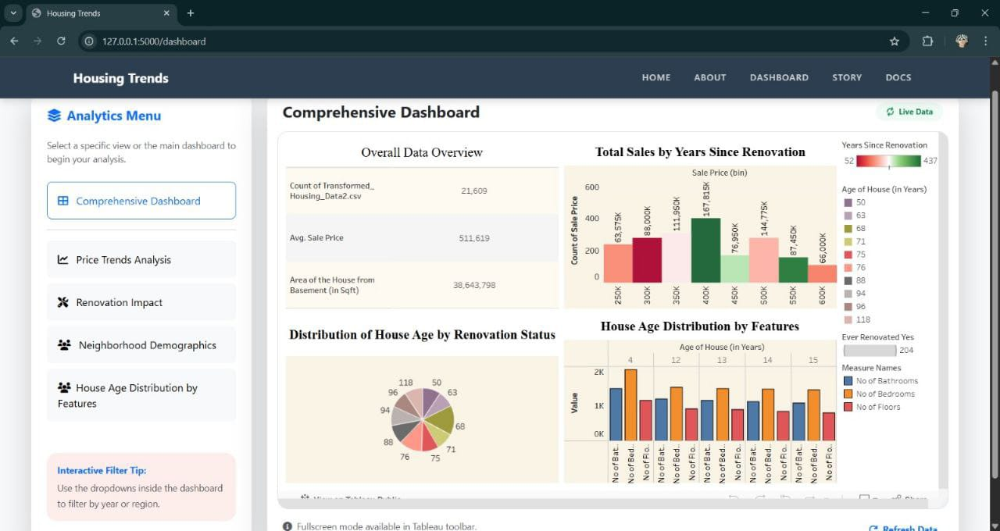 Housing Trends
127.0.0.1:5000/dashboard
Housing Trends
HOME ABOUT DASHBOARD STORY DOCS
Analytics Menu
Select a specific view or the main dashboard to
begin your analysis.
Comprehensive Dashboard
Price Trends Analysis
Renovation Impact
Neighborhood Demographics
House Age Distribution by
Features
Interactive Filter Tip:
Use the dropdowns inside the dashboard
to filter by year or region.
Comprehensive Dashboard
Live Data
Overall Data Overview
Count of Transformed_
Housing_Data2.csv
21,609
Avg. Sale Price
511,619
Area of the House from
Basement (in Sqft)
38,643,798
Total Sales by Years Since Renovation
Sale Price (bin)
Count of Sale Price
600
400
200
0
63,575K
88,000K
111,950K
167,815K
76,950K
144,775K
87,450K
66,000K
250K
300K
350K
400K
450K
500K
550K
600K
Distribution of House Age by Renovation Status
118
50
96
63
94
68
88
71
76
75
House Age Distribution by Features
Age of House (in Years)
4 12 13 14 15
Value
2K
1K
0K
No of Bat..
No of Bed..
No of Flo..
No of Bat..
No of Bed..
No of Flo..
No of Bat..
No of Bed..
No of Flo..
No of Bat..
No of Bed..
No of Flo..
No of Bat..
No of Bed..
No of Flo..
Years Since Renovation
52 437
Age of House (in Years)
50
63
68
71
75
76
88
94
96
118
Ever Renovated Yes
204
Measure Names
No of Bathrooms
No of Bedrooms
No of Floors
View on Tableau Public
Share
Fullscreen mode available in Tableau toolbar.
Refresh Data